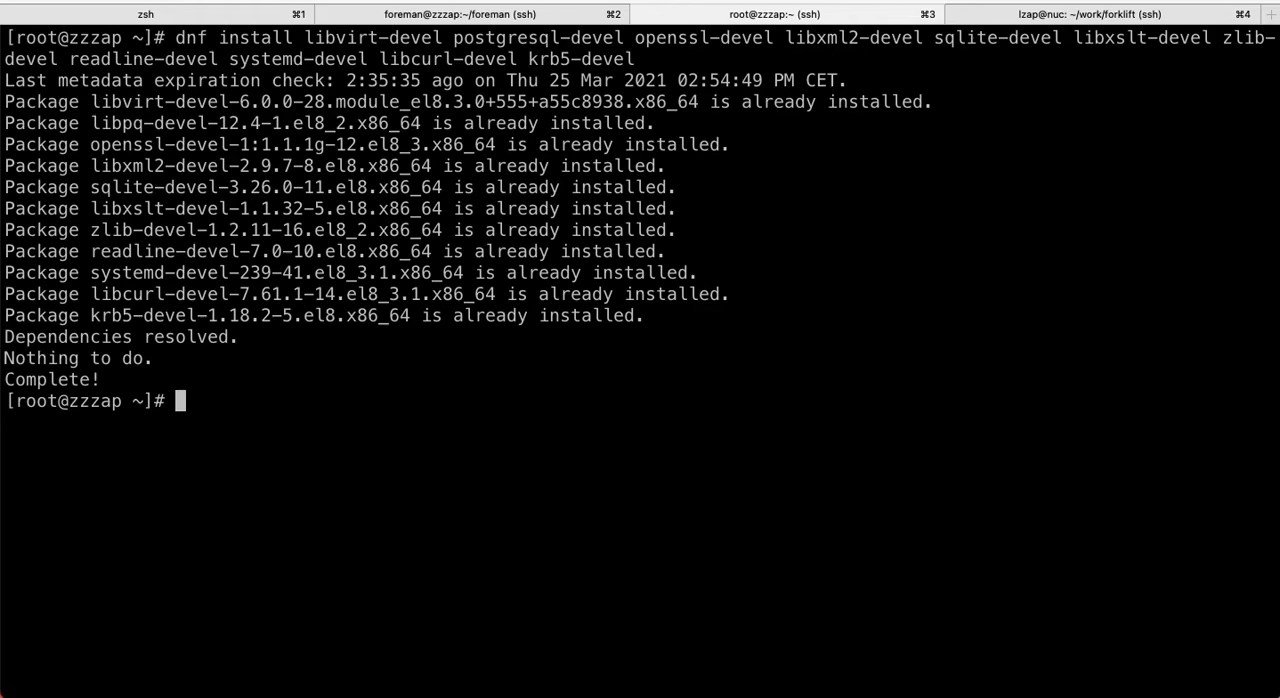 zsh ⌘1 foreman@zzzap:~/foreman (ssh) ⌘2 root@zzzap:~ (ssh) ⌘3 lzap@nuc: ~/work/forklift (ssh) ⌘4 +
[root@zzzap ~]# dnf install libvirt-devel postgresql-devel openssl-devel libxml2-devel sqlite-devel libxslt-devel zlib-
devel readline-devel systemd-devel libcurl-devel krb5-devel
Last metadata expiration check: 2:35:35 ago on Thu 25 Mar 2021 02:54:49 PM CET.
Package libvirt-devel-6.0.0-28.module_el8.3.0+555+a55c8938.x86_64 is already installed.
Package libpq-devel-12.4-1.el8_2.x86_64 is already installed.
Package openssl-devel-1:1.1.1g-12.el8_3.x86_64 is already installed.
Package libxml2-devel-2.9.7-8.el8.x86_64 is already installed.
Package sqlite-devel-3.26.0-11.el8.x86_64 is already installed.
Package libxslt-devel-1.1.32-5.el8.x86_64 is already installed.
Package zlib-devel-1.2.11-16.el8_2.x86_64 is already installed.
Package readline-devel-7.0-10.el8.x86_64 is already installed.
Package systemd-devel-239-41.el8_3.1.x86_64 is already installed.
Package libcurl-devel-7.61.1-14.el8_3.1.x86_64 is already installed.
Package krb5-devel-1.18.2-5.el8.x86_64 is already installed.
Dependencies resolved.
Nothing to do.
Complete!
[root@zzzap ~]#